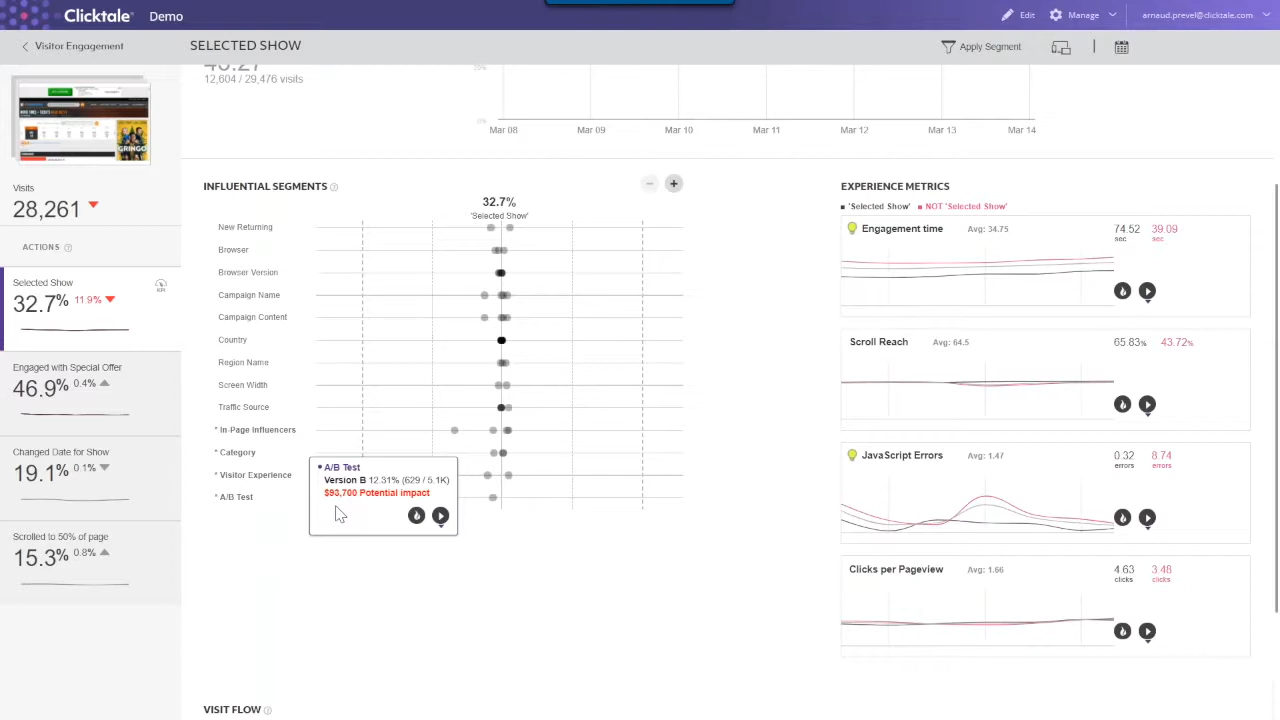 Clicktale Demo
Edit Manage arnaud.prevel@clicktale.com
Visitor Engagement
SELECTED SHOW
Apply Segment
12,604 / 29,476 visits
25%
0%
Mar 08 Mar 09 Mar 10 Mar 11 Mar 12 Mar 13 Mar 14
GRINGO
Visits
28,261
ACTIONS ?
Selected Show
32.7% 11.9%
KPI
Engaged with Special Offer
46.9% 0.4%
Changed Date for Show
19.1% 0.1%
Scrolled to 50% of page
15.3% 0.8%
INFLUENTIAL SEGMENTS ?
− +
32.7%
'Selected Show'
New Returning
Browser
Browser Version
Campaign Name
Campaign Content
Country
Region Name
Screen Width
Traffic Source
* In-Page Influencers
* Category
* Visitor Experience
* A/B Test
• A/B Test
Version B 12.31% (629 / 5.1K)
$93,700 Potential impact
EXPERIENCE METRICS
'Selected Show' NOT 'Selected Show'
Engagement time Avg: 34.75 74.52 39.09
sec sec
Scroll Reach Avg: 64.5 65.83% 43.72%
JavaScript Errors Avg: 1.47 0.32 8.74
errors errors
Clicks per Pageview Avg: 1.66 4.63 3.48
clicks clicks
VISIT FLOW ?